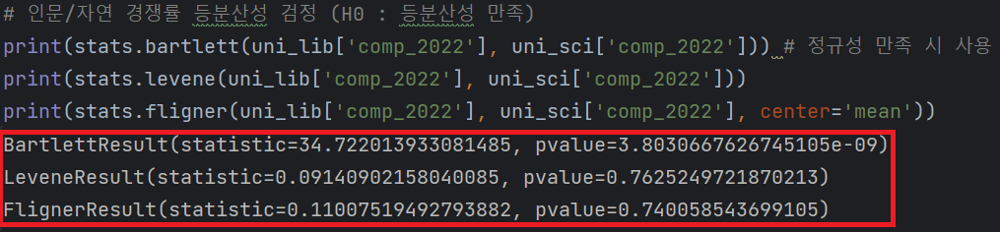 # 인문/자연 경쟁률 등분산성 검정 (H0 : 등분산성 만족)
print(stats.bartlett(uni_lib['comp_2022'], uni_sci['comp_2022'])) # 정규성 만족 시 사용
print(stats.levene(uni_lib['comp_2022'], uni_sci['comp_2022']))
print(stats.fligner(uni_lib['comp_2022'], uni_sci['comp_2022'], center='mean'))
BartlettResult(statistic=34.722013933081485, pvalue=3.8030667626745105e-09)
LeveneResult(statistic=0.09140902158040085, pvalue=0.7625249721870213)
FlignerResult(statistic=0.11007519492793882, pvalue=0.740058543699105)